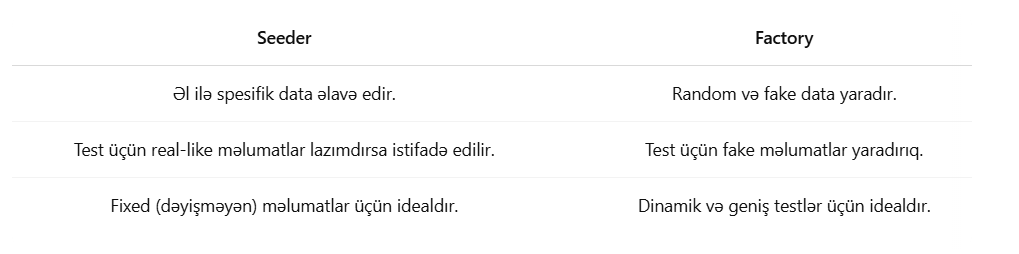 Seeder Factory
Əl ilə spesifik data əlavə edir. Random və fake data yaradır.
Test üçün real-like məlumatlar lazımdırsa istifadə edilir. Test üçün fake məlumatlar yaradırıq.
Fixed (dəyişməyən) məlumatlar üçün idealdır. Dinamik və geniş testlər üçün idealdır.